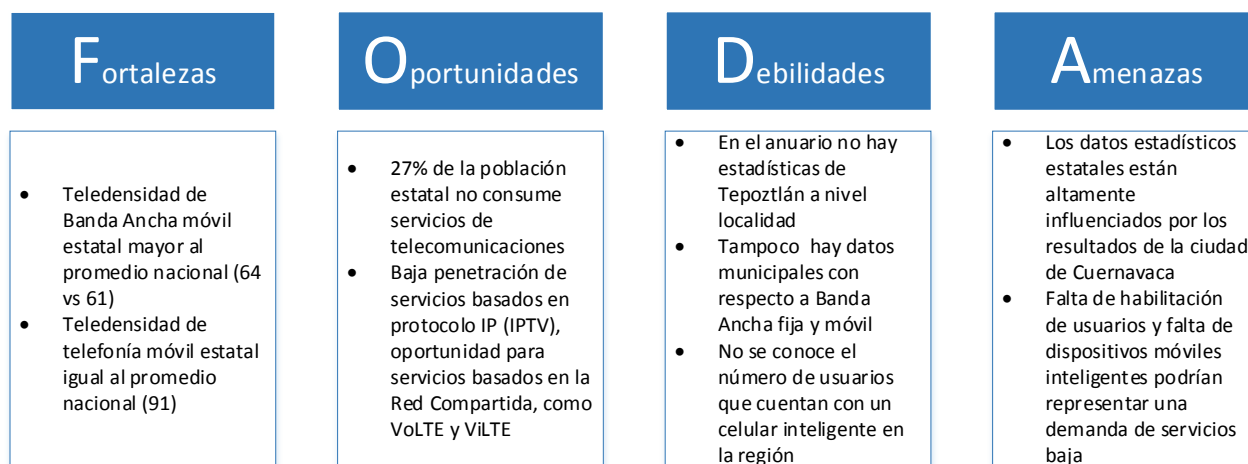 Fortalezas
Teledensidad de
Banda Ancha móvil
estatal mayor al
promedio nacional (64
vs 61)
Teledensidad de
telefonía móvil estatal
igual al promedio
nacional (91)
Oportunidades
27% de la población
estatal no consume
servicios de
telecomunicaciones
Baja penetración de
servicios basados en
protocolo IP (IPTV),
oportunidad para
servicios basados en la
Red Compartida, como
VoLTE y ViLTE
Debilidades
En el anuario no hay
estadísticas de
Tepoztlán a nivel
localidad
Tampoco hay datos
municipales con
respecto a Banda
Ancha fija y móvil
No se conoce el
número de usuarios
que cuentan con un
celular inteligente en
la región
Amenazas
Los datos estadísticos
estatales están
altamente
influenciados por los
resultados de la ciudad
de Cuernavaca
Falta de habilitación
de usuarios y falta de
dispositivos móviles
inteligentes podrían
representar una
demanda de servicios
baja